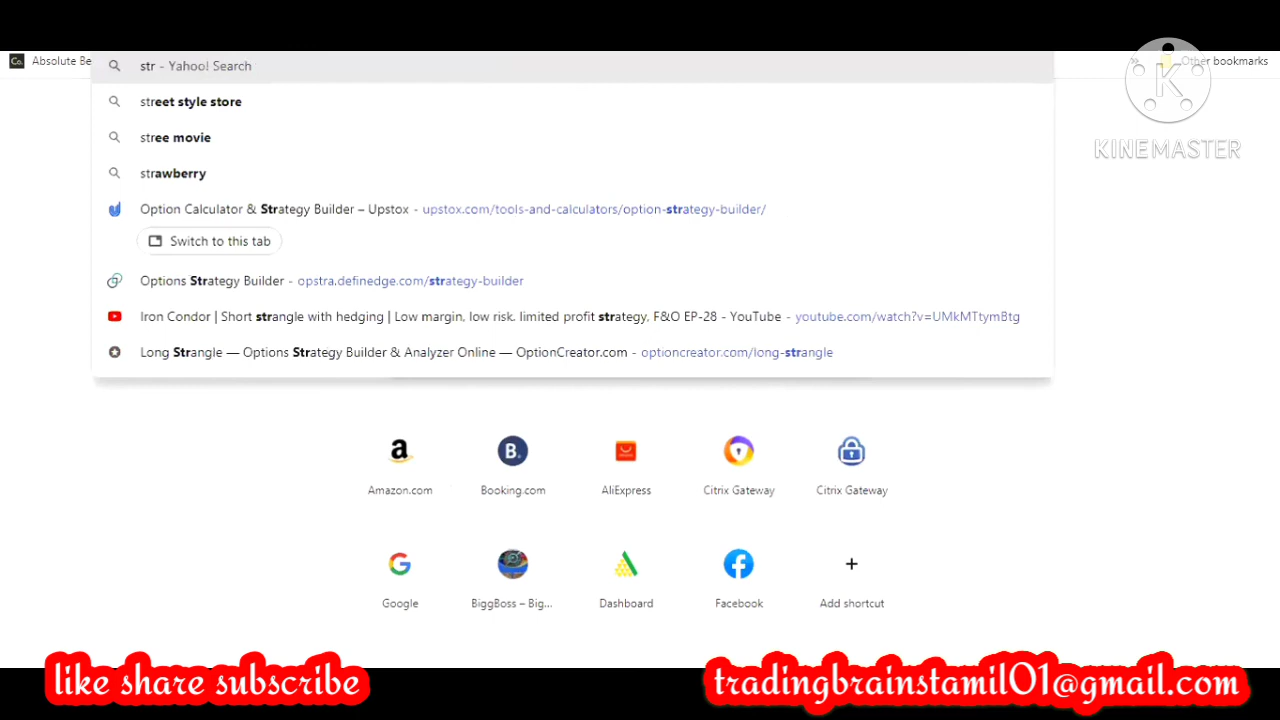 Co.
Absolute Be
str - Yahoo! Search
» Other bookmarks
K
KINEMASTER
street style store
stree movie
strawberry
Option Calculator & Strategy Builder – Upstox - upstox.com/tools-and-calculators/option-strategy-builder/
Switch to this tab
Options Strategy Builder - opstra.definedge.com/strategy-builder
Iron Condor | Short strangle with hedging | Low margin, low risk. limited profit strategy, F&O EP-28 - YouTube - youtube.com/watch?v=UMkMTtymBtg
Long Strangle — Options Strategy Builder & Analyzer Online — OptionCreator.com - optioncreator.com/long-strangle
a
B.
Amazon.com
Booking.com
AliExpress
Citrix Gateway
Citrix Gateway
G
Google
BiggBoss – Big...
Dashboard
Facebook
Add shortcut
like share subscribe
tradingbrainstamil01@gmail.com